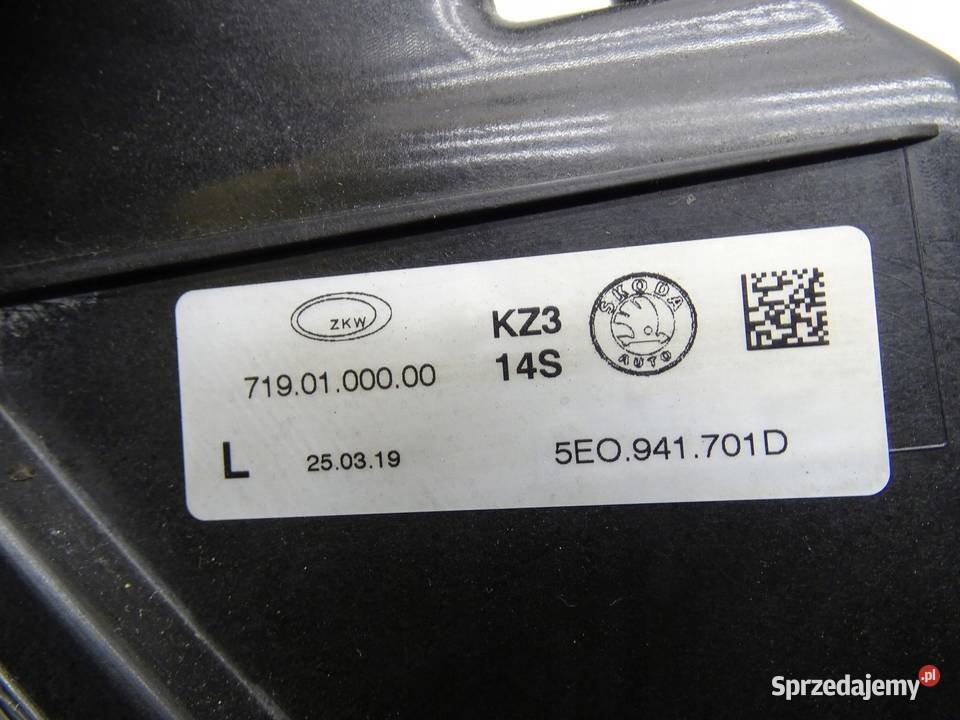 ZKW
KZ3
14S
SKODA
AUTO
719.01.000.00
L
25.03.19
5EO.941.701D
Sprzedajemy.pl